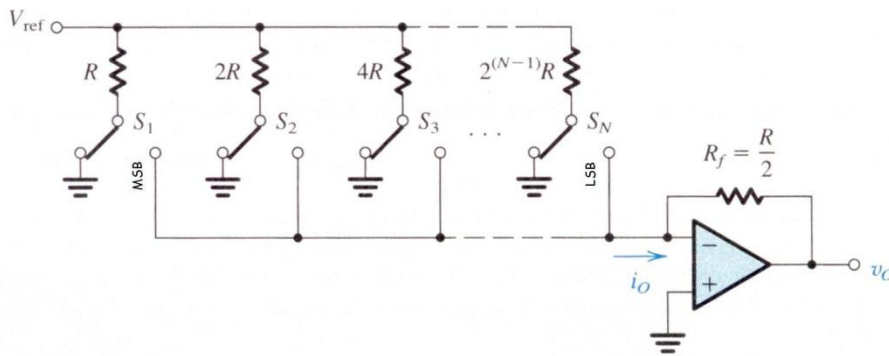 V_ref
R
2R
4R
2^(N−1)R
S_1
S_2
S_3
. . .
S_N
MSB
LSB
R_f = R/2
−
+
i_O
v_O